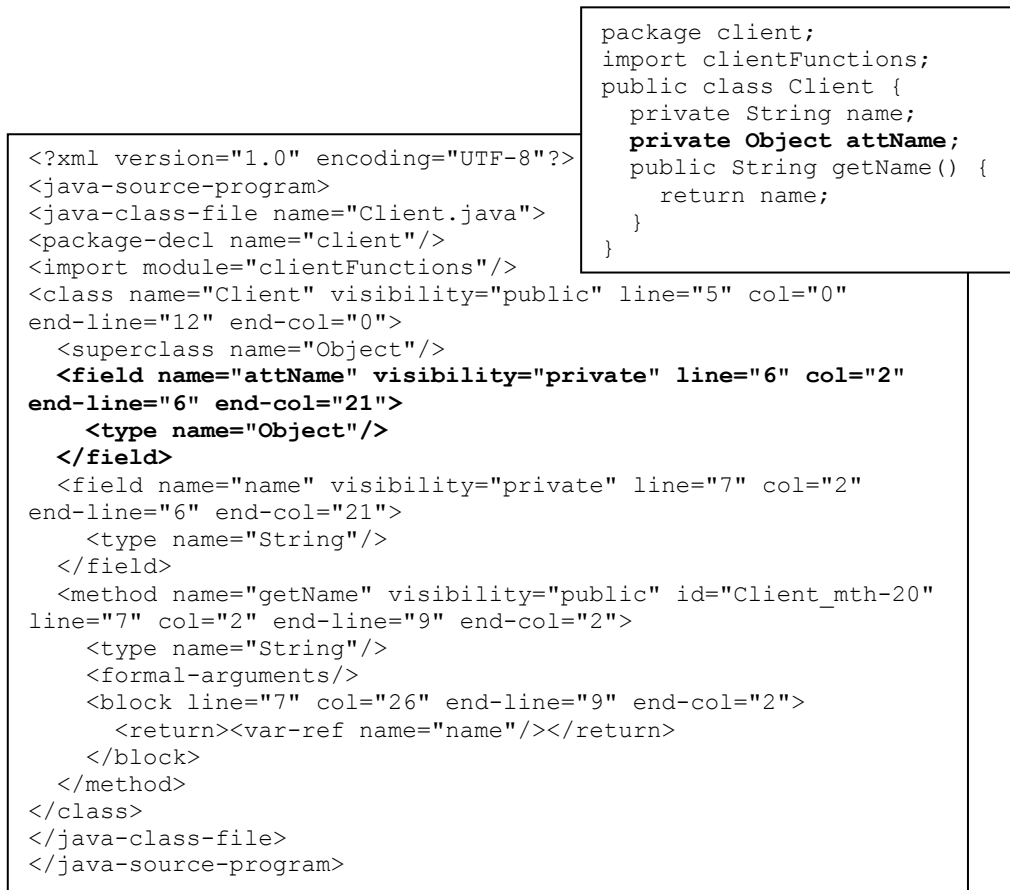 package client;
import clientFunctions;
public class Client {
  private String name;
  private Object attName;
  public String getName() {
    return name;
  }
}
<?xml version="1.0" encoding="UTF-8"?>
<java-source-program>
<java-class-file name="Client.java">
<package-decl name="client"/>
<import module="clientFunctions"/>
<class name="Client" visibility="public" line="5" col="0"
end-line="12" end-col="0">
  <superclass name="Object"/>
  <field name="attName" visibility="private" line="6" col="2"
end-line="6" end-col="21">
    <type name="Object"/>
  </field>
  <field name="name" visibility="private" line="7" col="2"
end-line="6" end-col="21">
    <type name="String"/>
  </field>
  <method name="getName" visibility="public" id="Client_mth-20"
line="7" col="2" end-line="9" end-col="2">
    <type name="String"/>
    <formal-arguments/>
    <block line="7" col="26" end-line="9" end-col="2">
      <return><var-ref name="name"/></return>
    </block>
  </method>
</class>
</java-class-file>
</java-source-program>